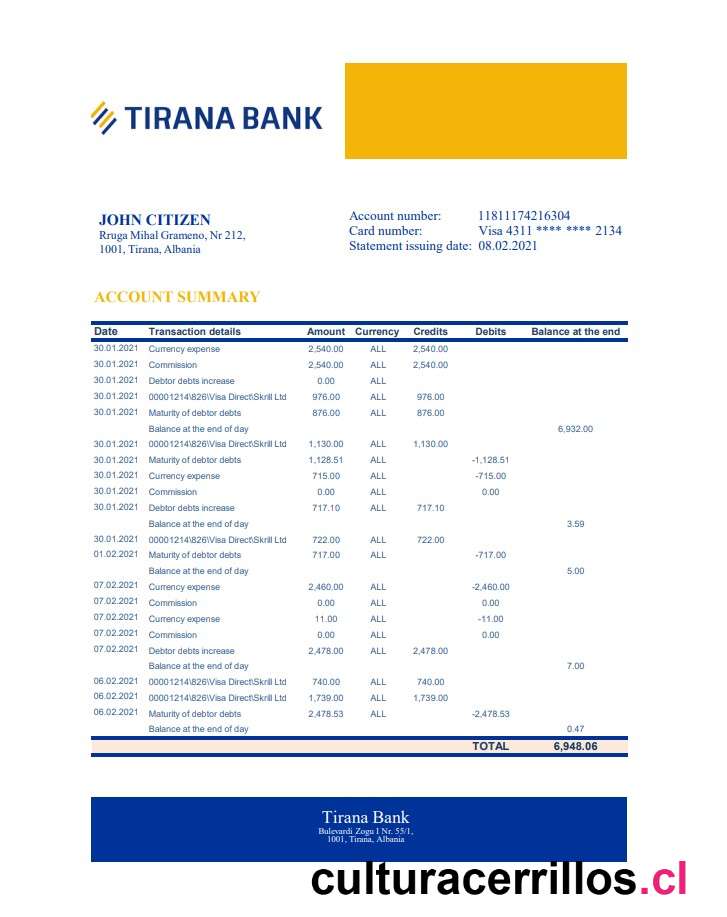 TIRANA BANK
JOHN CITIZEN
Rruga Mihal Grameno, Nr 212,
1001, Tirana, Albania
Account number: 11811174216304
Card number: Visa 4311 **** **** 2134
Statement issuing date: 08.02.2021
ACCOUNT SUMMARY
Date Transaction details Amount Currency Credits Debits Balance at the end
30.01.2021 Currency expense 2,540.00 ALL 2,540.00
30.01.2021 Commission 2,540.00 ALL 2,540.00
30.01.2021 Debtor debts increase 0.00 ALL
30.01.2021 00001214\826\Visa Direct\Skrill Ltd 976.00 ALL 976.00
30.01.2021 Maturity of debtor debts 876.00 ALL 876.00
Balance at the end of day 6,932.00
30.01.2021 00001214\826\Visa Direct\Skrill Ltd 1,130.00 ALL 1,130.00
30.01.2021 Maturity of debtor debts 1,128.51 ALL -1,128.51
30.01.2021 Currency expense 715.00 ALL -715.00
30.01.2021 Commission 0.00 ALL 0.00
30.01.2021 Debtor debts increase 717.10 ALL 717.10
Balance at the end of day 3.59
30.01.2021 00001214\826\Visa Direct\Skrill Ltd 722.00 ALL 722.00
01.02.2021 Maturity of debtor debts 717.00 ALL -717.00
Balance at the end of day 5.00
07.02.2021 Currency expense 2,460.00 ALL -2,460.00
07.02.2021 Commission 0.00 ALL 0.00
07.02.2021 Currency expense 11.00 ALL -11.00
07.02.2021 Commission 0.00 ALL 0.00
07.02.2021 Debtor debts increase 2,478.00 ALL 2,478.00
Balance at the end of day 7.00
06.02.2021 00001214\826\Visa Direct\Skrill Ltd 740.00 ALL 740.00
06.02.2021 00001214\826\Visa Direct\Skrill Ltd 1,739.00 ALL 1,739.00
06.02.2021 Maturity of debtor debts 2,478.53 ALL -2,478.53
Balance at the end of day 0.47
TOTAL 6,948.06
Tirana Bank
Bulevardi Zogu I Nr. 55/1,
1001, Tirana, Albania
culturacerrillos.cl